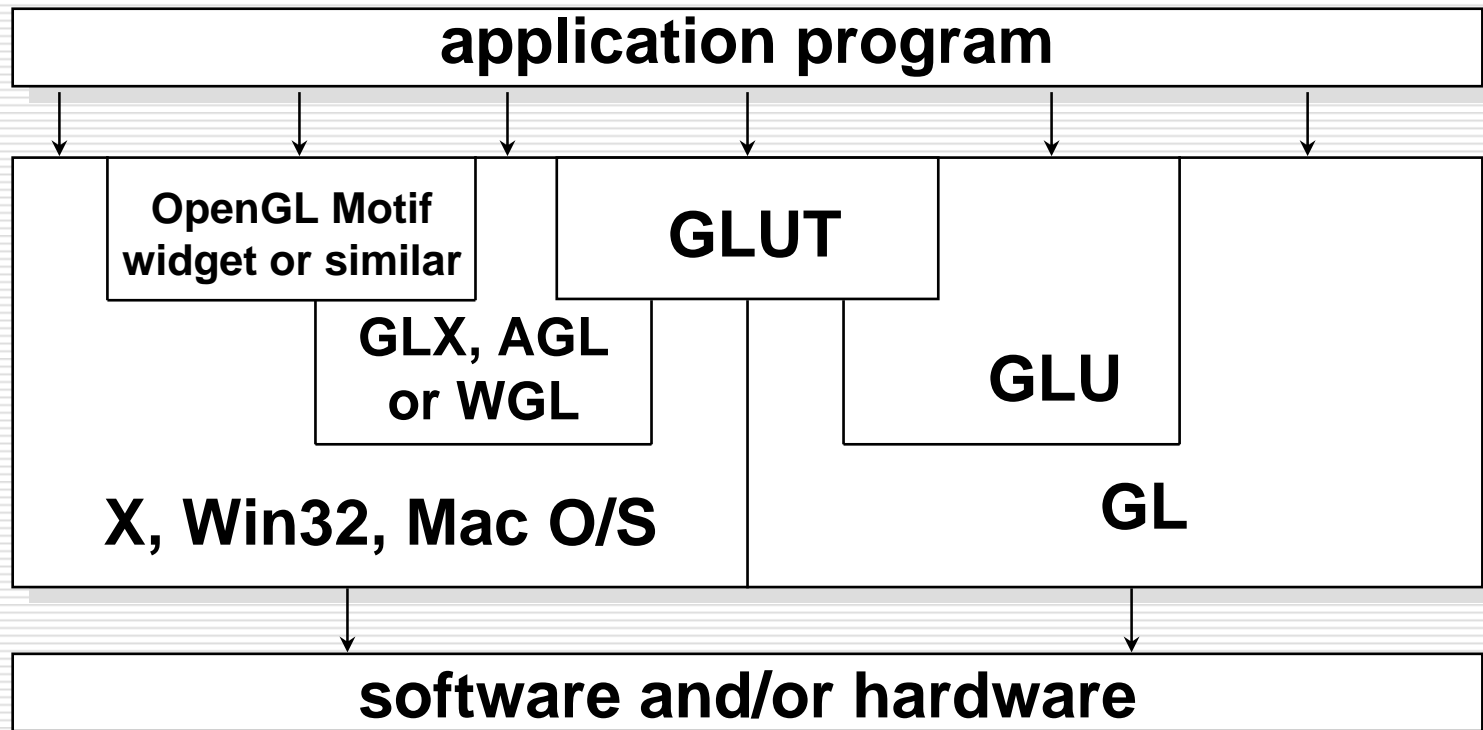 application program
OpenGL Motif
widget or similar
GLUT
GLX, AGL
or WGL
GLU
X, Win32, Mac O/S
GL
software and/or hardware